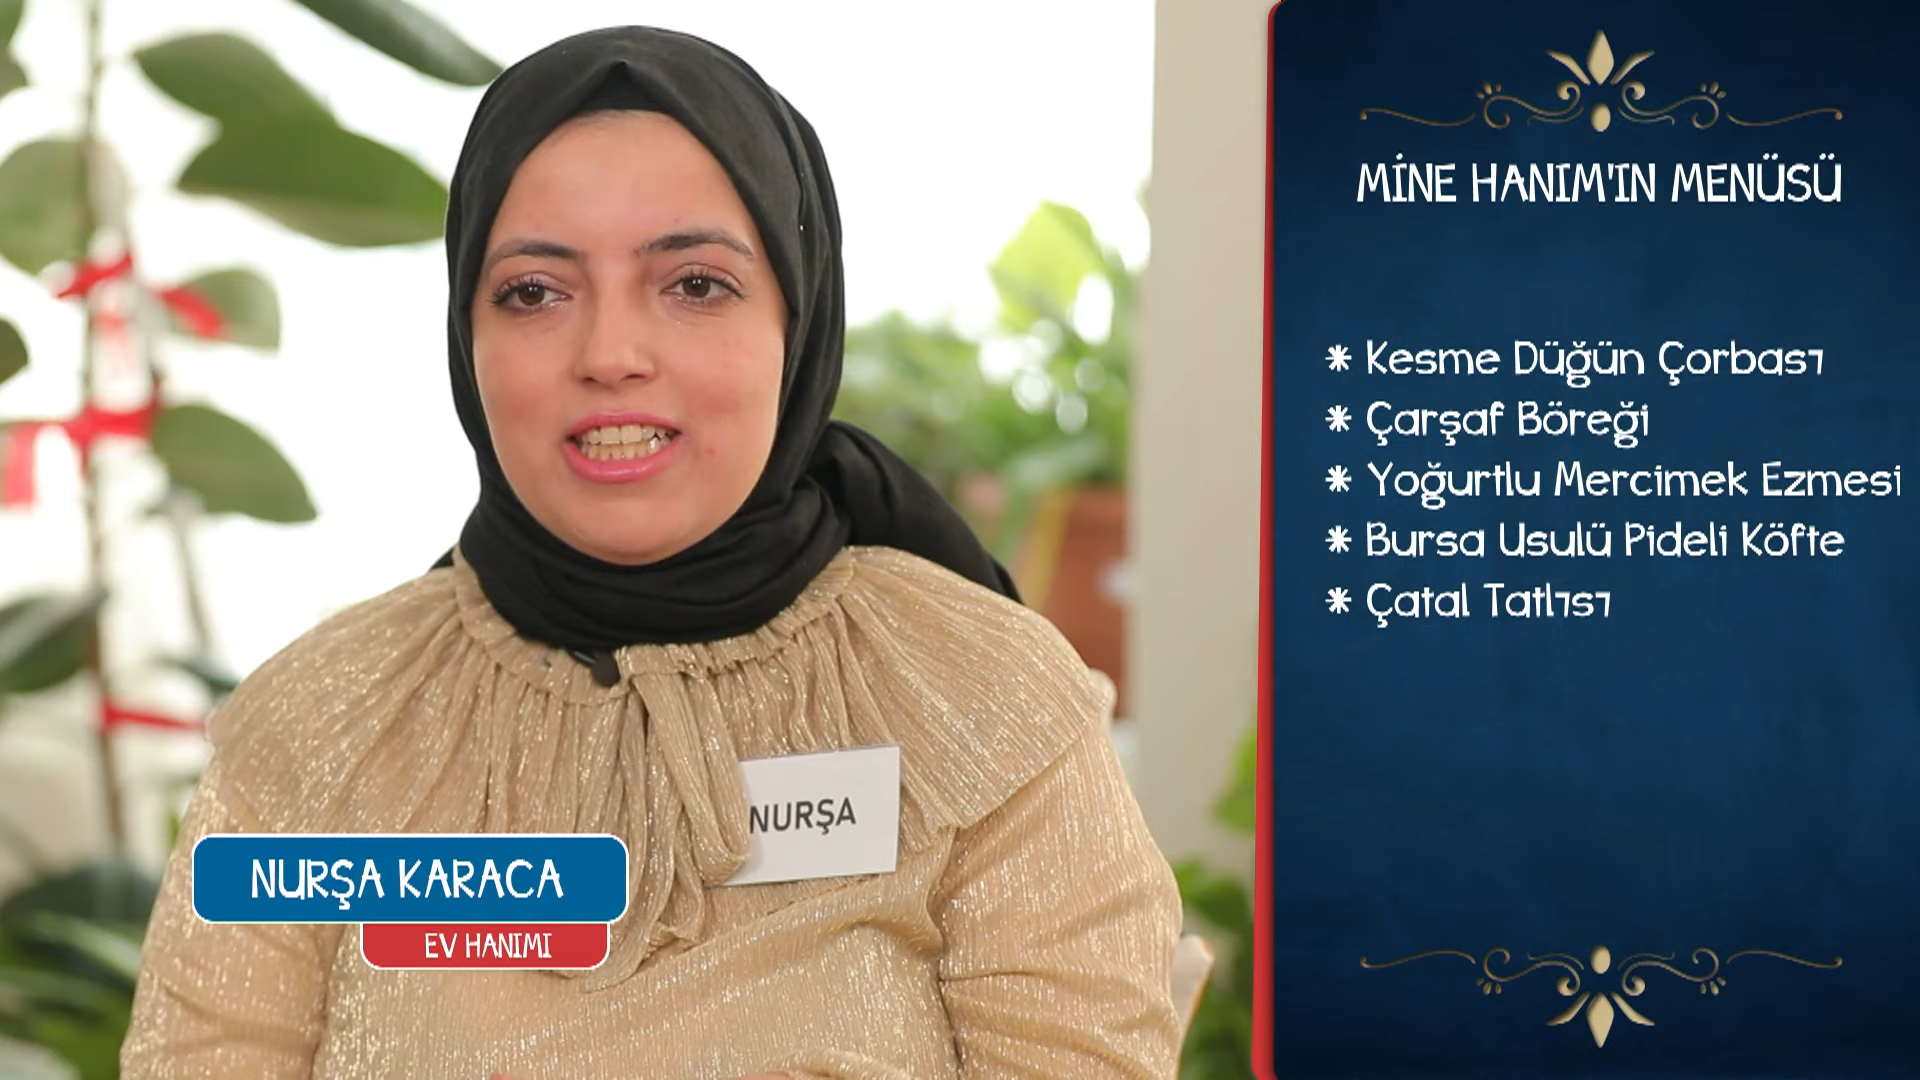 MİNE HANIM'IN MENÜSÜ
* Kesme Düğün Çorbası
* Çarşaf Böreği
* Yoğurtlu Mercimek Ezmesi
* Bursa Usulü Pideli Köfte
* Çatal Tatlısı
NURŞA
NURŞA KARACA
EV HANIMI